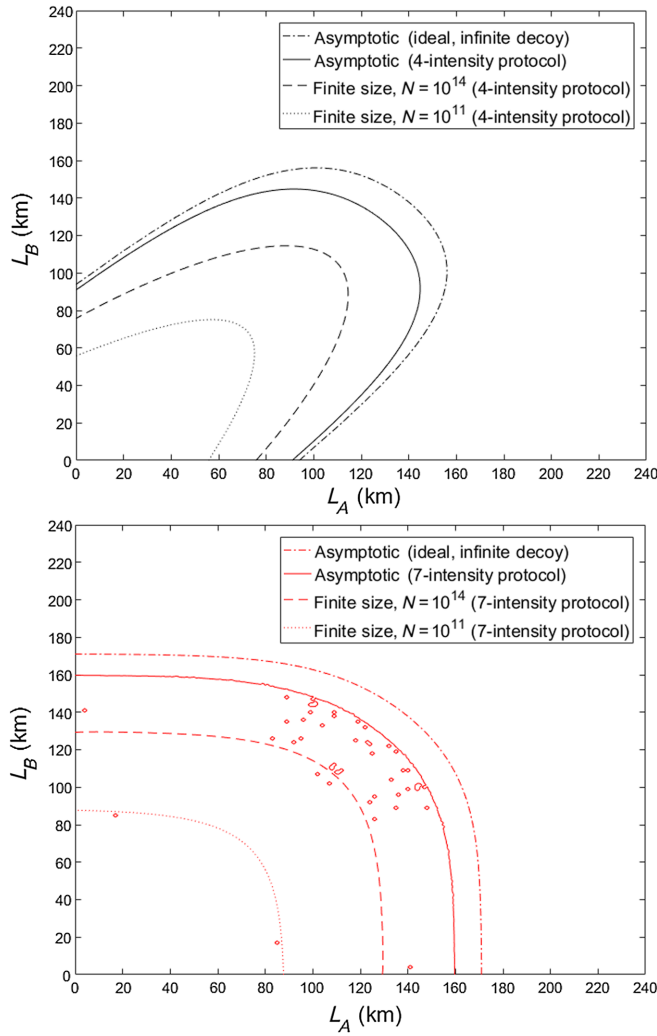 240
220
200
180
160
140
120
100
80
60
40
20
0
L_B (km)
Asymptotic (ideal, infinite decoy)
Asymptotic (4-intensity protocol)
Finite size, N = 10^14 (4-intensity protocol)
Finite size, N = 10^11 (4-intensity protocol)
0 20 40 60 80 100 120 140 160 180 200 220 240
L_A (km)
240
220
200
180
160
140
120
100
80
60
40
20
0
L_B (km)
Asymptotic (ideal, infinite decoy)
Asymptotic (7-intensity protocol)
Finite size, N = 10^14 (7-intensity protocol)
Finite size, N = 10^11 (7-intensity protocol)
0 20 40 60 80 100 120 140 160 180 200 220 240
L_A (km)